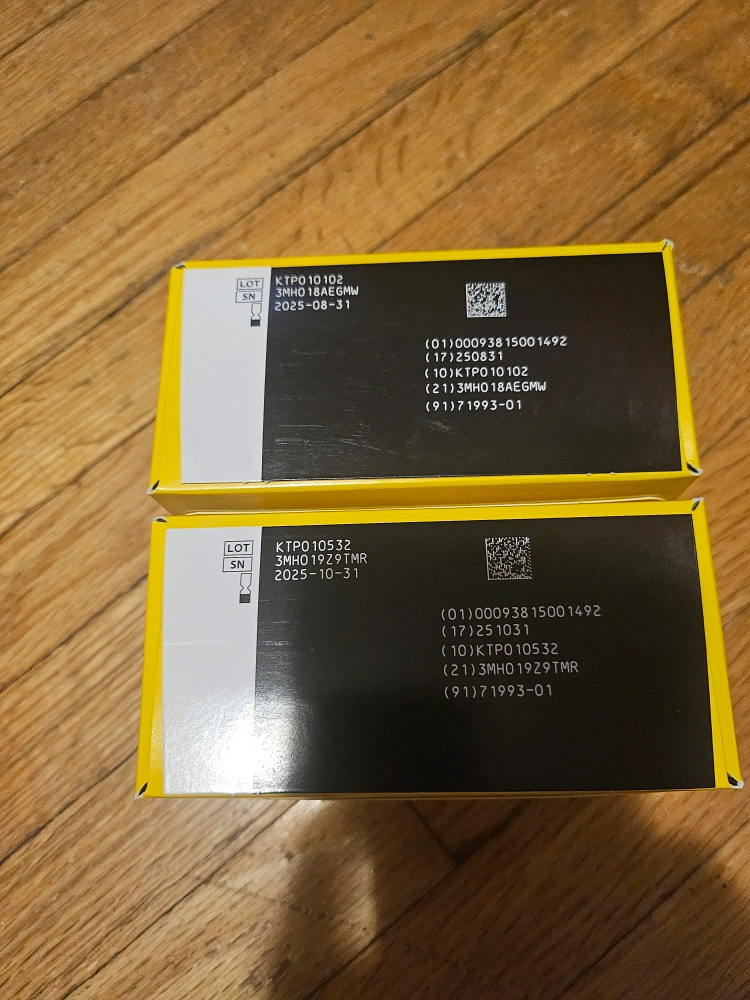 LOT
SN
KTP010102
3MH018AEGMW
2025-08-31
(01)00093815001492
(17)250831
(10)KTP010102
(21)3MH018AEGMW
(91)71993-01
LOT
SN
KTP010532
3MH019Z9TMR
2025-10-31
(01)00093815001492
(17)251031
(10)KTP010532
(21)3MH019Z9TMR
(91)71993-01